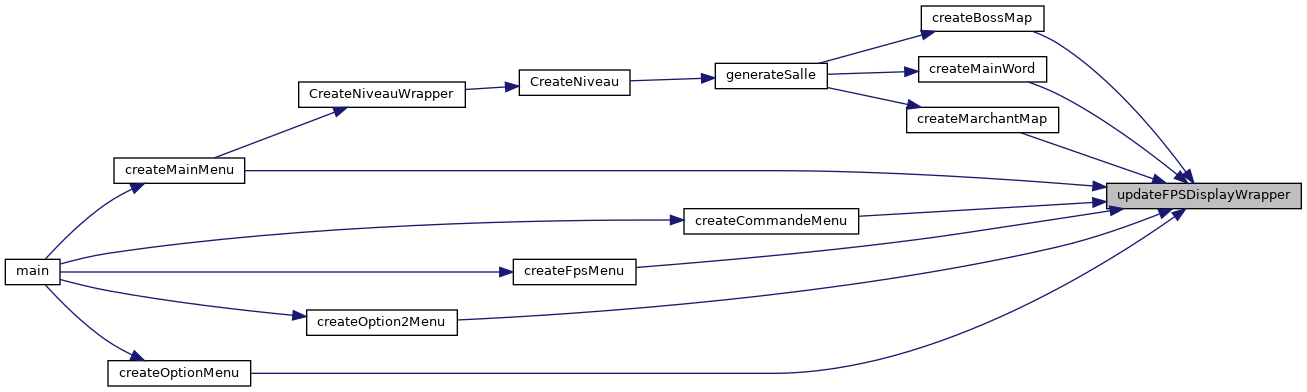 createBossMap
createMainWord
generateSalle
CreateNiveau
CreateNiveauWrapper
createMarchantMap
createMainMenu
updateFPSDisplayWrapper
createCommandeMenu
main
createFpsMenu
createOption2Menu
createOptionMenu